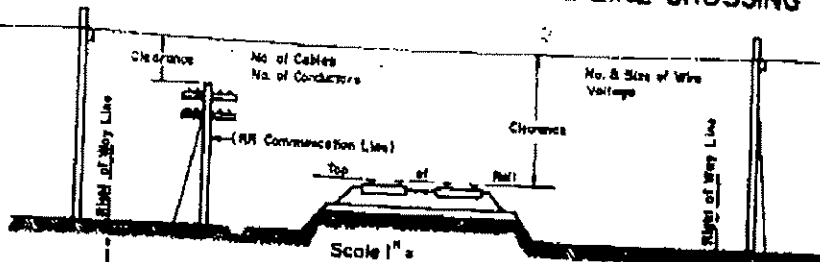 LINE CROSSING
Clearance
No. of Cables
No. of Conductors
No. & Size of Wire
Voltage
Clearance
(RR Communication Line)
Right of Way Line
Top of Rail
Right of Way Line
Scale 1" =